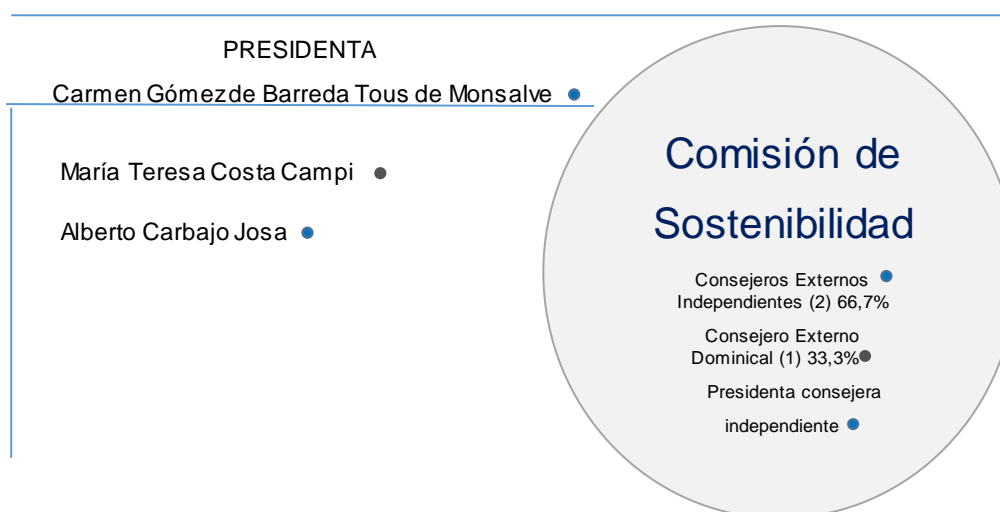 PRESIDENTA
Carmen Gómez de Barreda Tous de Monsalve
María Teresa Costa Campi
Alberto Carbajo Josa
Comisión de
Sostenibilidad
Consejeros Externos
Independientes (2) 66,7%
Consejero Externo
Dominical (1) 33,3%
Presidenta consejera
independiente